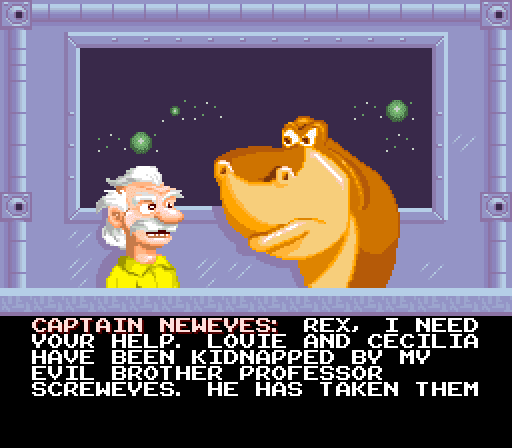 CAPTAIN NEWEYES: REX, I NEED
YOUR HELP. LOUIE AND CECILIA
HAVE BEEN KIDNAPPED BY MY
EVIL BROTHER PROFESSOR
SCREWEYES. HE HAS TAKEN THEM